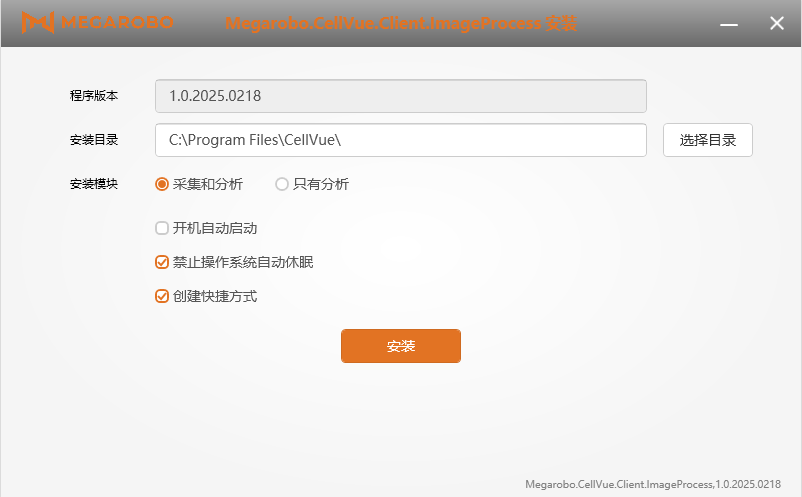 MEGAROBO
Megarobo.CellVue.Client.ImageProcess 安装
程序版本 1.0.2025.0218
安装目录 C:\Program Files\CellVue\ 选择目录
安装模块 采集和分析 只有分析
开机自动启动
禁止操作系统自动休眠
创建快捷方式
安装
Megarobo.CellVue.Client.ImageProcess,1.0.2025.0218